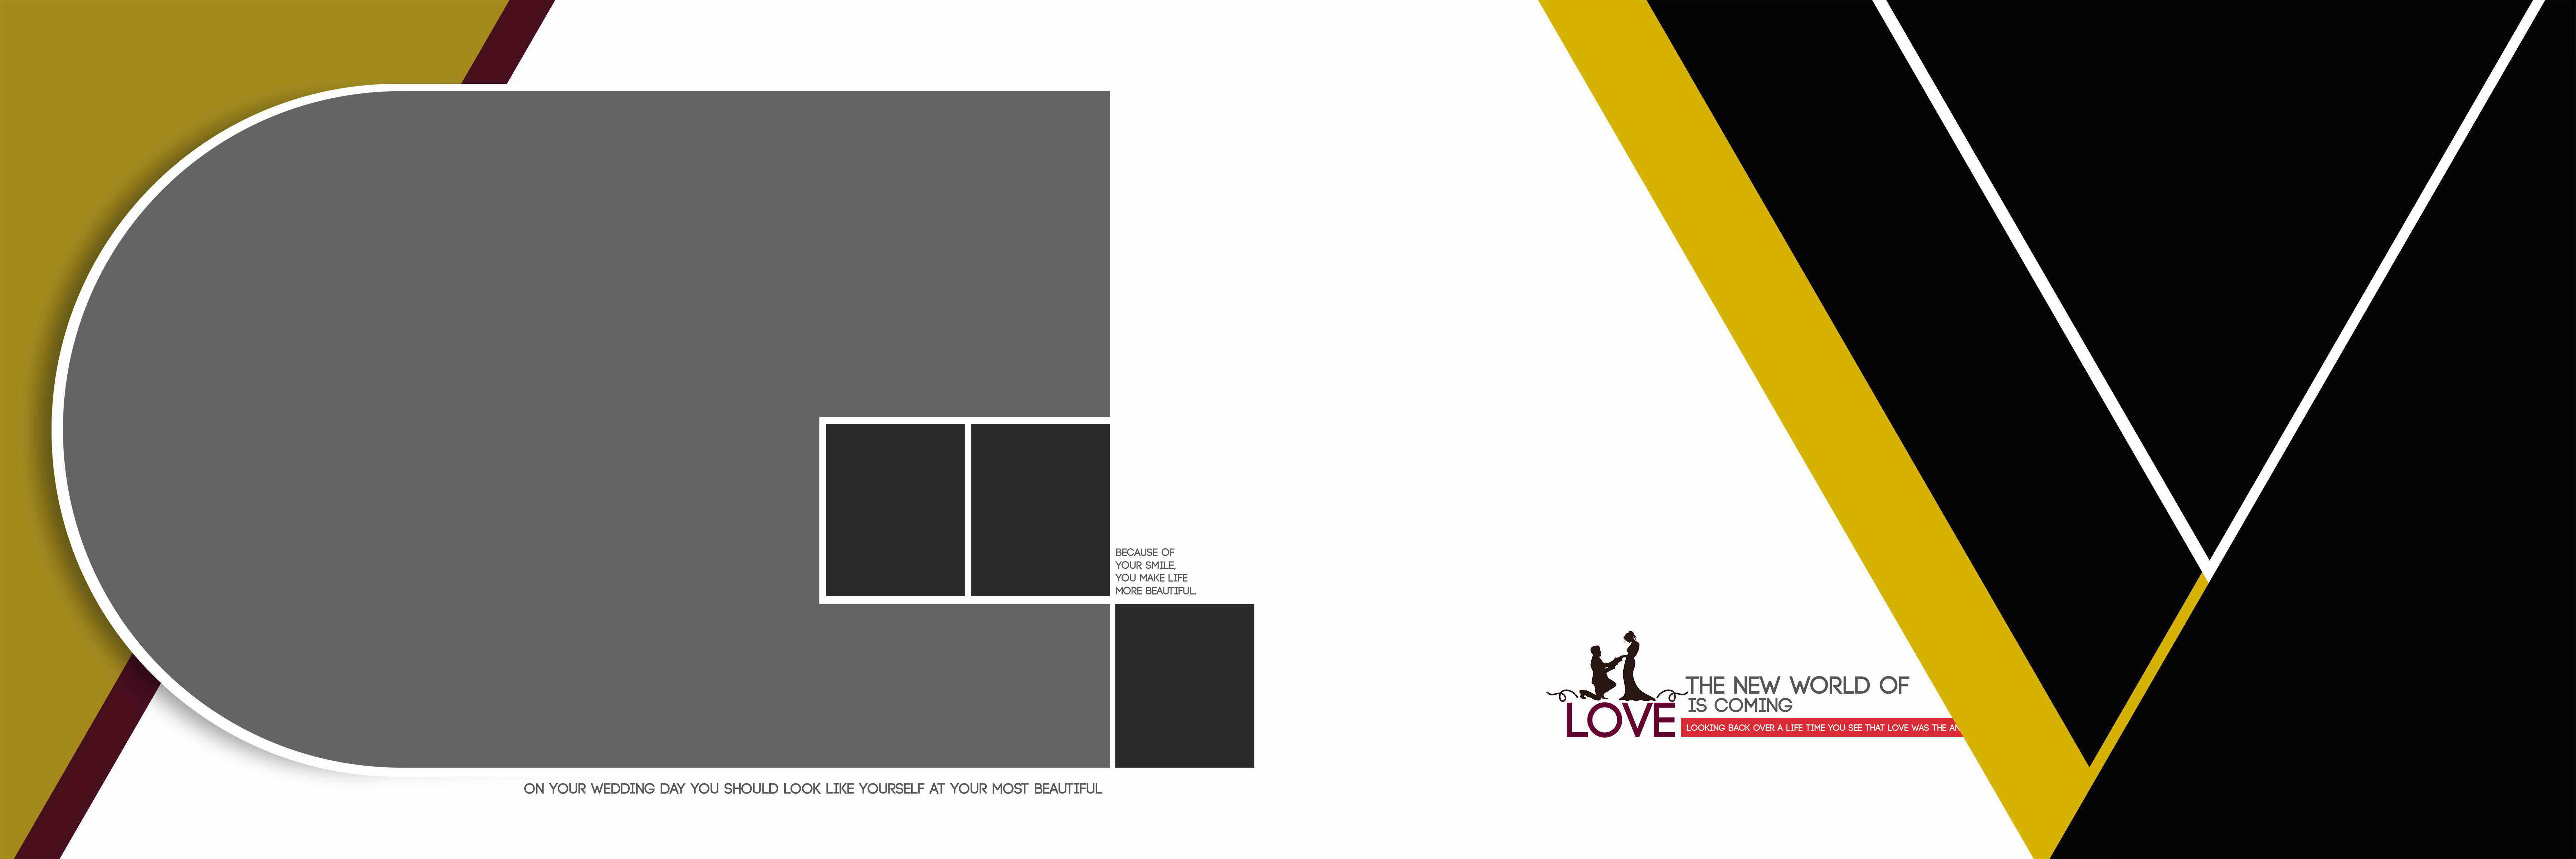 BECAUSE OF
YOUR SMILE,
YOU MAKE LIFE
MORE BEAUTIFUL.
ON YOUR WEDDING DAY YOU SHOULD LOOK LIKE YOURSELF AT YOUR MOST BEAUTIFUL
THE NEW WORLD OF
IS COMING
LOVE
LOOKING BACK OVER A LIFE TIME YOU SEE THAT LOVE WAS THE